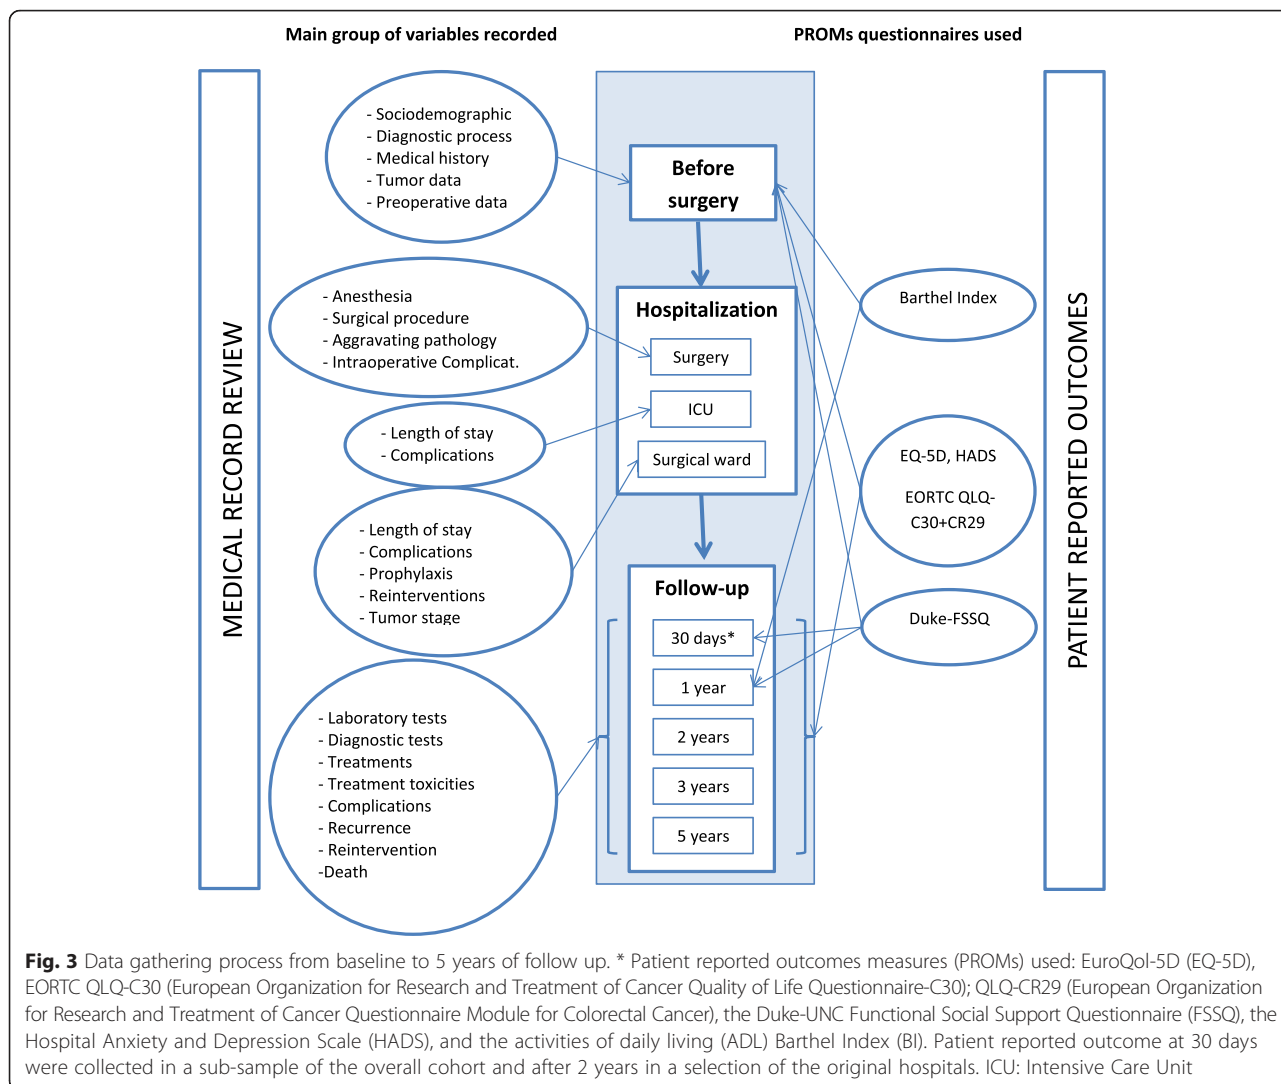 Main group of variables recorded
PROMs questionnaires used
MEDICAL RECORD REVIEW
- Sociodemographic
- Diagnostic process
- Medical history
- Tumor data
- Preoperative data
- Anesthesia
- Surgical procedure
- Aggravating pathology
- Intraoperative Complicat.
- Length of stay
- Complications
- Length of stay
- Complications
- Prophylaxis
- Reinterventions
- Tumor stage
- Laboratory tests
- Diagnostic tests
- Treatments
- Treatment toxicities
- Complications
- Recurrence
- Reintervention
-Death
Before
surgery
Hospitalization
Surgery
ICU
Surgical ward
Follow-up
30 days*
1 year
2 years
3 years
5 years
Barthel Index
EQ-5D, HADS
EORTC QLQ-
C30+CR29
Duke-FSSQ
PATIENT REPORTED OUTCOMES
Fig. 3 Data gathering process from baseline to 5 years of follow up. * Patient reported outcomes measures (PROMs) used: EuroQol-5D (EQ-5D),
EORTC QLQ-C30 (European Organization for Research and Treatment of Cancer Quality of Life Questionnaire-C30); QLQ-CR29 (European Organization
for Research and Treatment of Cancer Questionnaire Module for Colorectal Cancer), the Duke-UNC Functional Social Support Questionnaire (FSSQ), the
Hospital Anxiety and Depression Scale (HADS), and the activities of daily living (ADL) Barthel Index (BI). Patient reported outcome at 30 days
were collected in a sub-sample of the overall cohort and after 2 years in a selection of the original hospitals. ICU: Intensive Care Unit